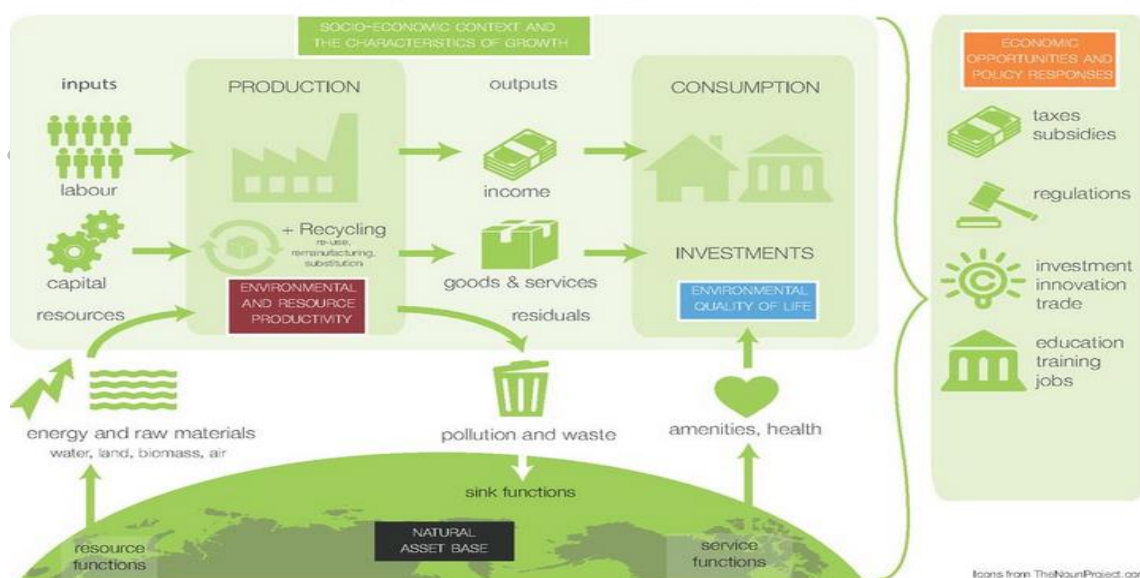 SOCIO-ECONOMIC CONTEXT AND
THE CHARACTERISTICS OF GROWTH
inputs
PRODUCTION
outputs
CONSUMPTION
labour
income
+ Recycling
re-use,
remanufacturing,
substitution
INVESTMENTS
capital
goods & services
resources
ENVIRONMENTAL
AND RESOURCE
PRODUCTIVITY
residuals
ENVIRONMENTAL
QUALITY OF LIFE
energy and raw materials
water, land, biomass, air
pollution and waste
amenities, health
sink functions
NATURAL
ASSET BASE
resource
functions
service
functions
ECONOMIC
OPPORTUNITIES AND
POLICY RESPONSES
taxes
subsidies
regulations
C
investment
innovation
trade
education
training
jobs
Icons from TheNounProject.com